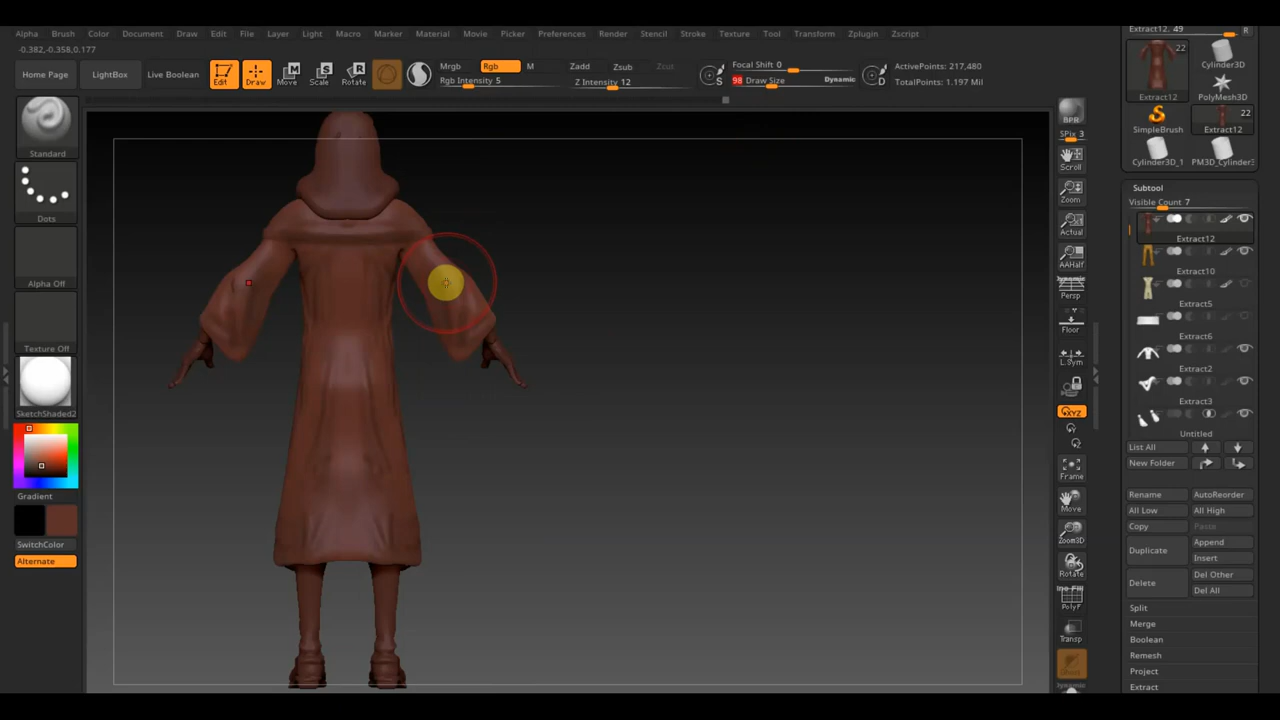 Alpha Brush Color Document Draw Edit File Layer Light Macro Marker Material Movie Picker Preferences Render Stencil Stroke Texture Tool Transform Zplugin Zscript
-0.382,-0.358,0.177
Home Page LightBox Live Boolean Edit Draw Move Scale Rotate
Mrgb Rgb M Zadd Zsub Zcut
Rgb Intensity 5 Z Intensity 12
Focal Shift 0
98 Draw Size Dynamic
S
D
ActivePoints: 217,480
TotalPoints: 1.197 Mil
Standard
Dots
Alpha Off
Texture Off
SketchShaded2
Gradient
SwitchColor
Alternate
BPR
SPix 3
Scroll
Zoom
Actual
AAHalf
Dynamic
Persp
Floor
L.Sym
XYZ
Y
Z
Frame
Move
Zoom3D
Rotate
PolyF
Transp
Dynamic
Extract12. 49 R
22
Extract12
Cylinder3D
PolyMesh3D
SimpleBrush
22
Extract12
Cylinder3D_1
PM3D_Cylinder3
Subtool
Visible Count 7
Extract12
Extract10
Extract5
Extract6
Extract2
Extract3
Untitled
List All
New Folder
Rename AutoReorder
All Low All High
Copy Paste
Duplicate Append
Insert
Delete Del Other
Del All
Split
Merge
Boolean
Remesh
Project
Extract